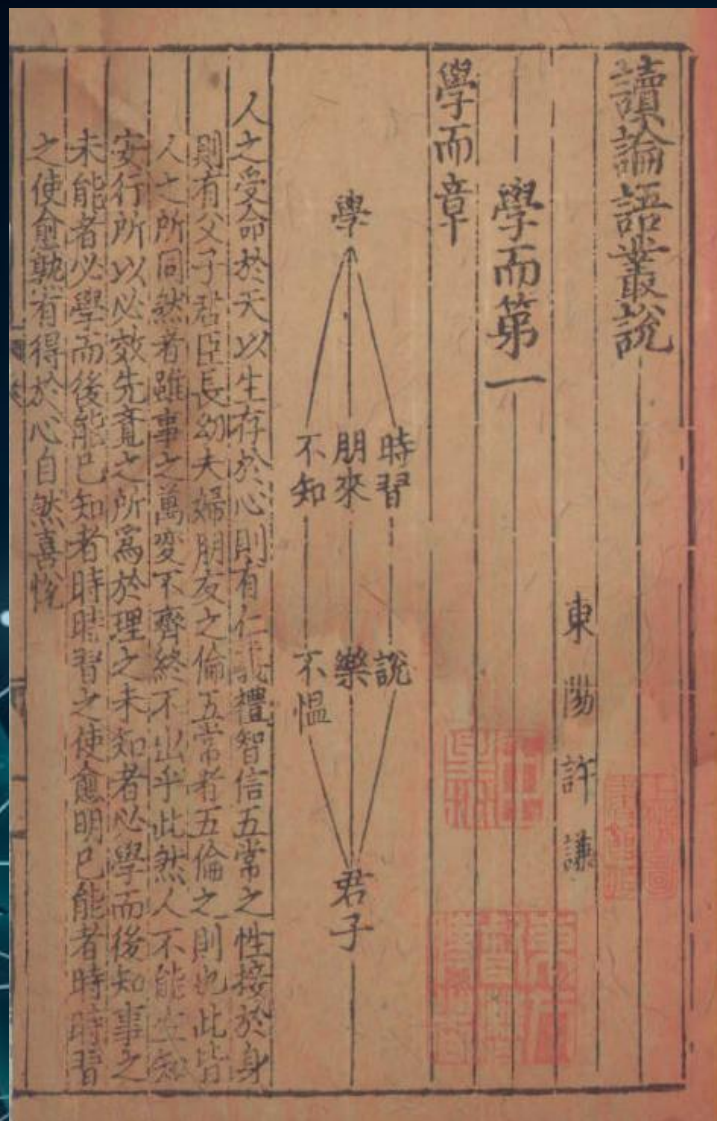 讀論語叢說
東陽許謙
學而第一
學而章
學
時習
朋來
不知
說
樂
不愠
君子
人之受命於天以生存於心則有仁義禮智信五常之性接於身
則有父子君臣長幼夫婦朋友之倫五常者五倫之則也此皆
人之所同然者雖事之萬變不齊終不出乎此然人不能生知
安行所以必效先覺之所爲於理之未知者必學而後知事之
未能者必學而後能已知者時時習之使愈明已能者時時習
之使愈熟有得於心自然喜悅